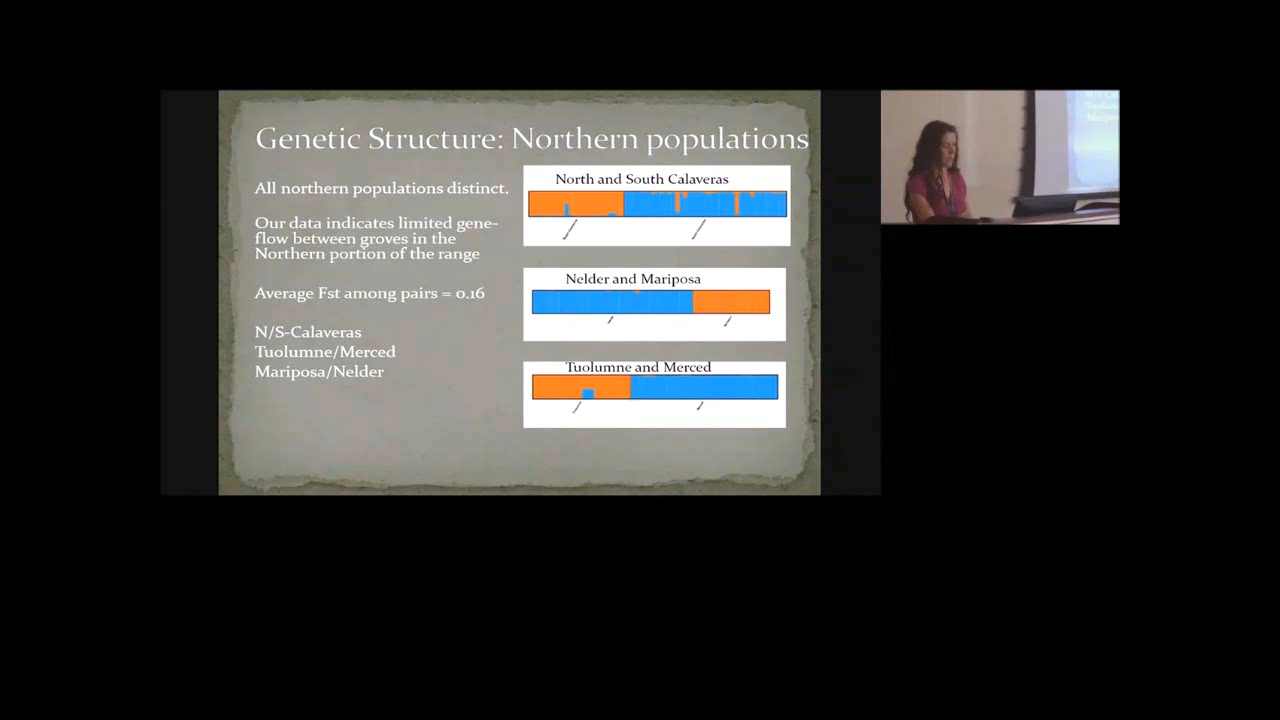 Genetic Structure: Northern populations
All northern populations distinct.
Our data indicates limited gene-
flow between groves in the
Northern portion of the range
Average Fst among pairs = 0.16
N/S-Calaveras
Tuolumne/Merced
Mariposa/Nelder
North and South Calaveras
Nelder and Mariposa
Tuolumne and Merced